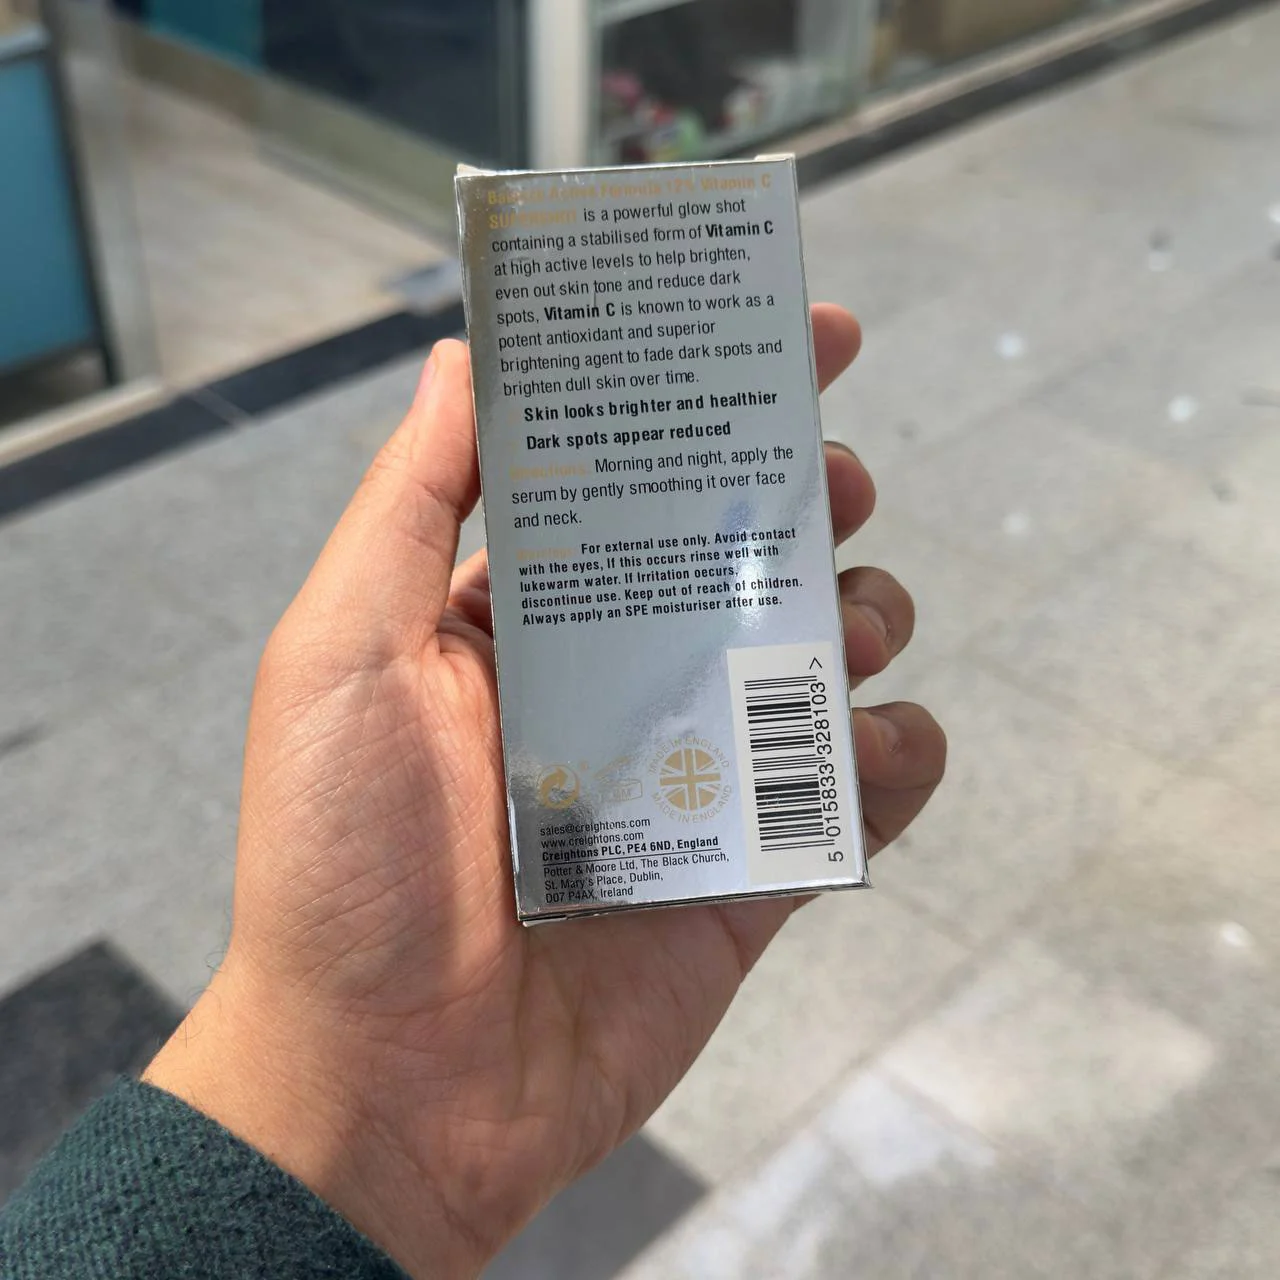 Balance Active Formula 12% Vitamin C
SUPERSHOT is a powerful glow shot
containing a stabilised form of Vitamin C
at high active levels to help brighten,
even out skin tone and reduce dark
spots, Vitamin C is known to work as a
potent antioxidant and superior
brightening agent to fade dark spots and
brighten dull skin over time.
Skin looks brighter and healthier
Dark spots appear reduced
Directions: Morning and night, apply the
serum by gently smoothing it over face
and neck.
Warnings: For external use only. Avoid contact
with the eyes, If this occurs rinse well with
lukewarm water. If Irritation oecurs,
discontinue use. Keep out of reach of children.
Always apply an SPE moisturiser after use.
MADE IN ENGLAND
MADE IN ENGLAND
sales@creightons.com
www.creightons.com
Creightons PLC, PE4 6ND, England
Potter & Moore Ltd, The Black Church,
St. Mary's Place, Dublin,
D07 P4AX, Ireland
5 015833 328103 >